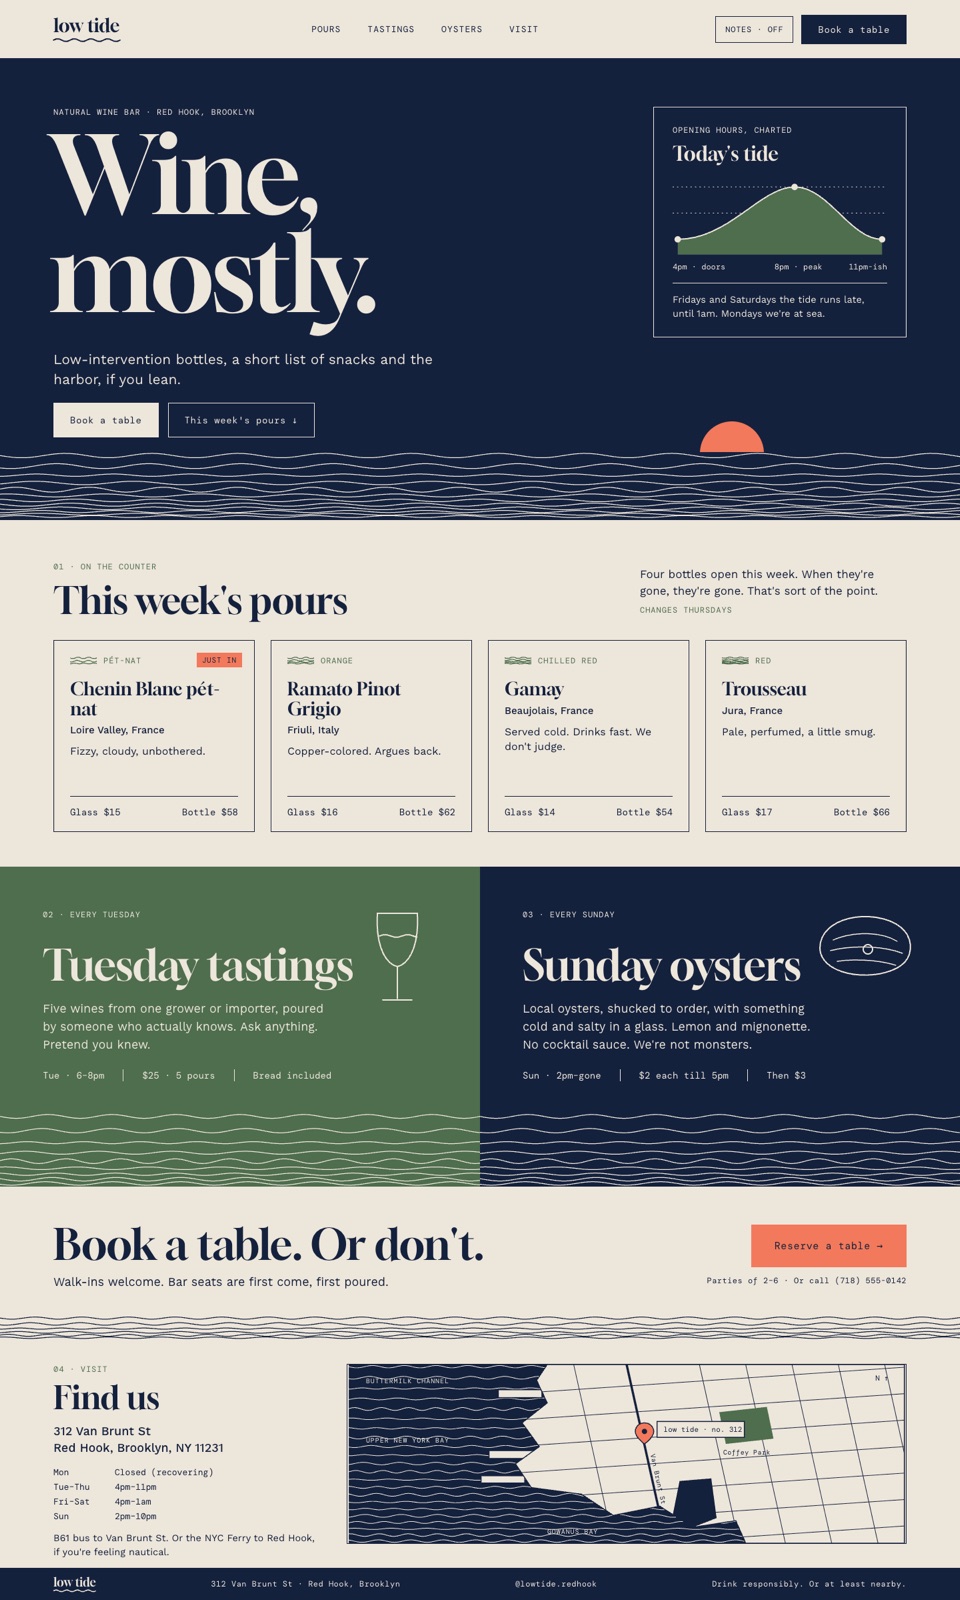 low tide
POURS
TASTINGS
OYSTERS
VISIT
NOTES · OFF
Book a table
NATURAL WINE BAR · RED HOOK, BROOKLYN
Wine,
mostly.
Low-intervention bottles, a short list of snacks and the
harbor, if you lean.
Book a table
This week's pours ↓
OPENING HOURS, CHARTED
Today's tide
4pm · doors
8pm · peak
11pm-ish
Fridays and Saturdays the tide runs late,
until 1am. Mondays we're at sea.
01 · ON THE COUNTER
This week's pours
Four bottles open this week. When they're
gone, they're gone. That's sort of the point.
CHANGES THURSDAYS
PÉT-NAT
JUST IN
Chenin Blanc pét-
nat
Loire Valley, France
Fizzy, cloudy, unbothered.
Glass $15
Bottle $58
ORANGE
Ramato Pinot
Grigio
Friuli, Italy
Copper-colored. Argues back.
Glass $16
Bottle $62
CHILLED RED
Gamay
Beaujolais, France
Served cold. Drinks fast. We
don't judge.
Glass $14
Bottle $54
RED
Trousseau
Jura, France
Pale, perfumed, a little smug.
Glass $17
Bottle $66
02 · EVERY TUESDAY
Tuesday tastings
Five wines from one grower or importer, poured
by someone who actually knows. Ask anything.
Pretend you knew.
Tue · 6–8pm
$25 · 5 pours
Bread included
03 · EVERY SUNDAY
Sunday oysters
Local oysters, shucked to order, with something
cold and salty in a glass. Lemon and mignonette.
No cocktail sauce. We're not monsters.
Sun · 2pm–gone
$2 each till 5pm
Then $3
Book a table. Or don't.
Walk-ins welcome. Bar seats are first come, first poured.
Reserve a table →
Parties of 2–6 · Or call (718) 555-0142
04 · VISIT
Find us
312 Van Brunt St
Red Hook, Brooklyn, NY 11231
Mon Closed (recovering)
Tue–Thu 4pm–11pm
Fri–Sat 4pm–1am
Sun 2pm–10pm
B61 bus to Van Brunt St. Or the NYC Ferry to Red Hook,
if you're feeling nautical.
BUTTERMILK CHANNEL
UPPER NEW YORK BAY
GOWANUS BAY
N ↑
low tide · no. 312
Coffey Park
Van Brunt St
low tide
312 Van Brunt St · Red Hook, Brooklyn
@lowtide.redhook
Drink responsibly. Or at least nearby.